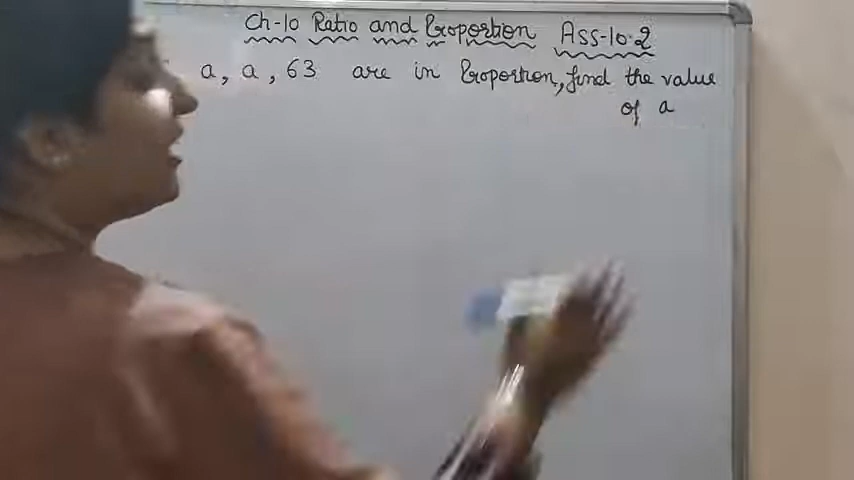 Ch-10 Ratio and Proportion Ass-10.2
a, a, 63 are in Proportion, find the value
of a